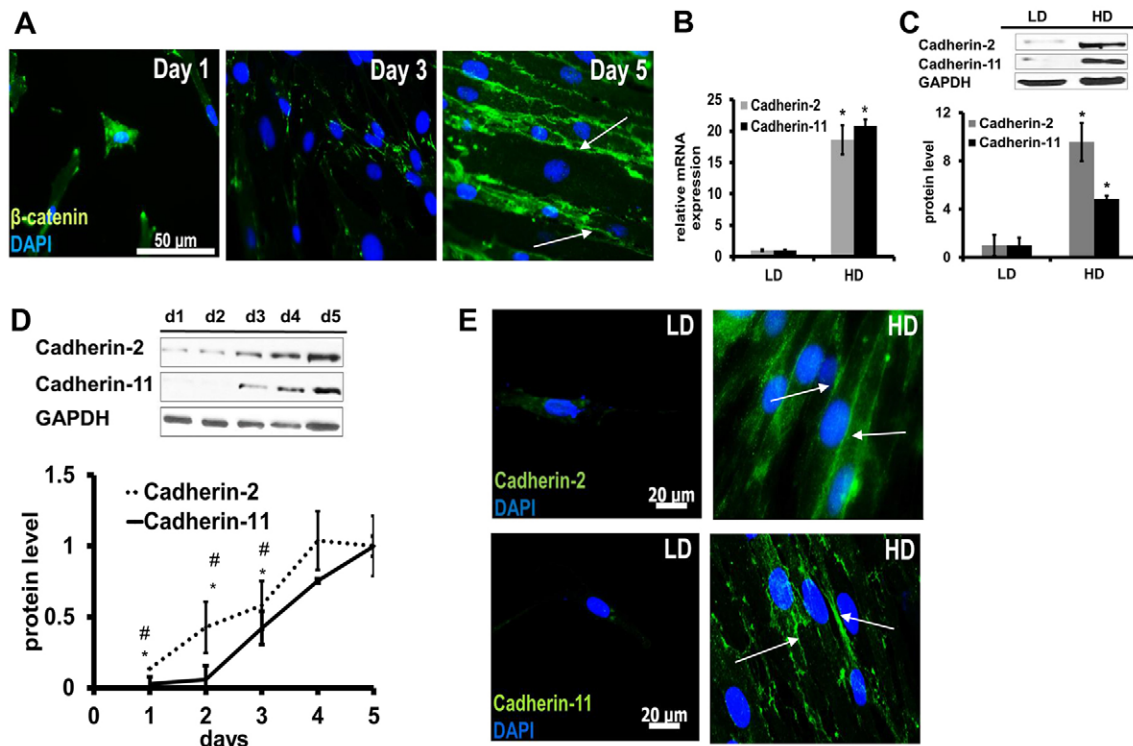 A
Day 1
Day 3
Day 5
β-catenin
DAPI
50 µm
B
relative mRNA
expression
25
20
15
10
5
0
Cadherin-2
Cadherin-11
*
*
LD
HD
C
LD
HD
Cadherin-2
Cadherin-11
GAPDH
protein level
12
8
4
0
Cadherin-2
Cadherin-11
*
*
LD
HD
D
d1 d2 d3 d4 d5
Cadherin-2
Cadherin-11
GAPDH
protein level
1.5
1
0.5
0
Cadherin-2
Cadherin-11
#
*
#
*
#
*
0 1 2 3 4 5
days
E
LD
HD
Cadherin-2
DAPI
20 µm
LD
HD
Cadherin-11
DAPI
20 µm